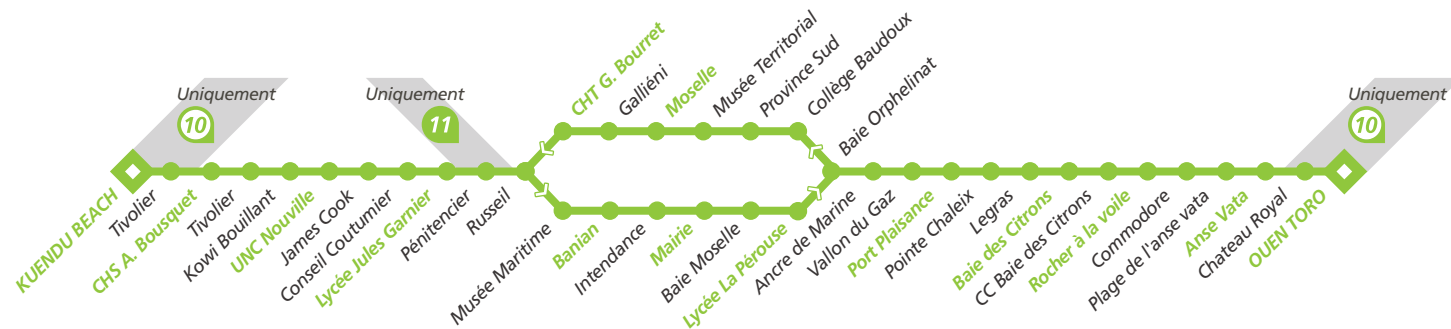 Uniquement
10
Uniquement
11
Uniquement
10
KUENDU BEACH
Tivolier
CHS A. Bousquet
Tivolier
Kowi Bouillant
UNC Nouville
James Cook
Conseil Coutumier
Lycée Jules Garnier
Pénitencier
Russeil
CHT G. Bourret
Galliéni
Moselle
Musée Territorial
Province Sud
Collège Baudoux
Baie Orphelinat
Musée Maritime
Banian
Intendance
Mairie
Baie Moselle
Lycée La Pérouse
Ancre de Marine
Vallon du Gaz
Port Plaisance
Pointe Chaleix
Legras
Baie des Citrons
CC Baie des Citrons
Rocher à la voile
Commodore
Plage de l'anse vata
Anse Vata
Chateau Royal
OUEN TORO